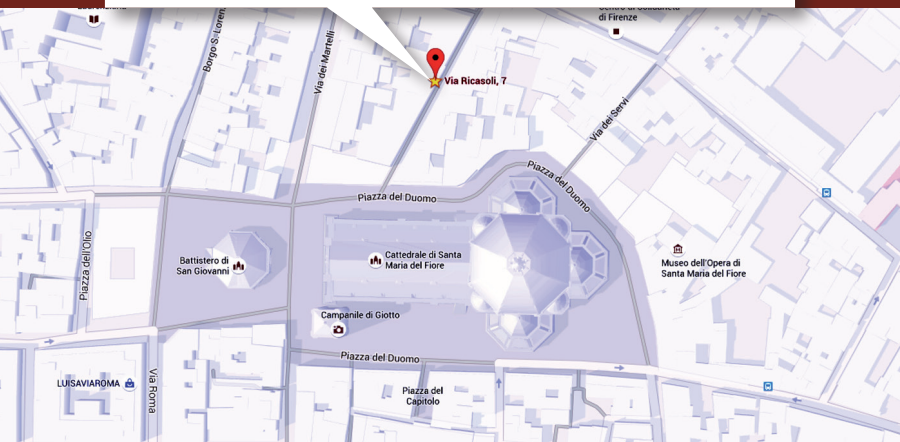 di Firenze
Borgo S. Loren
Via dei Martelli
Via Ricasoli, 7
Via dei Servi
Piazza del Duomo
Piazza del Duomo
Piazza dell'Olio
Battistero di
San Giovanni
Cattedrale di Santa
Maria del Fiore
Museo dell'Opera di
Santa Maria del Fiore
Campanile di Giotto
Piazza del Duomo
LUISAVIAROMA
Via Roma
Piazza del
Capitolo